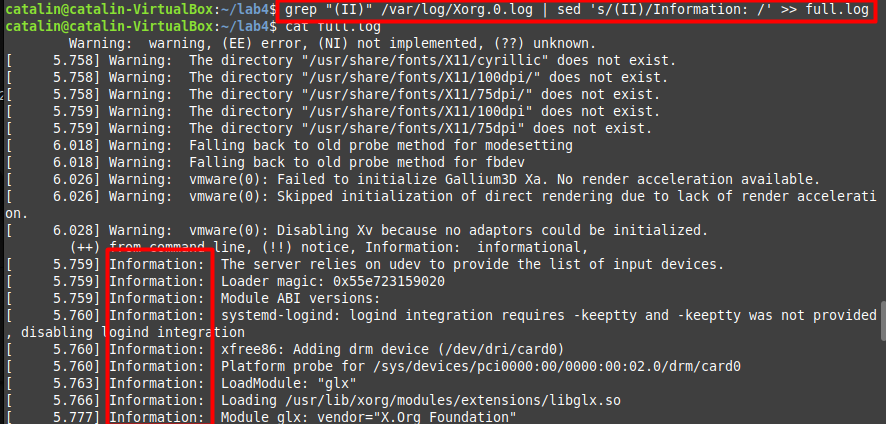 catalin@catalin-VirtualBox:~/lab4$ grep "(II)" /var/log/Xorg.0.log | sed 's/(II)/Information: /' >> full.log
catalin@catalin-VirtualBox:~/lab4$ cat full.log
Warning:  warning, (EE) error, (NI) not implemented, (??) unknown.
[     5.758] Warning:  The directory "/usr/share/fonts/X11/cyrillic" does not exist.
[     5.758] Warning:  The directory "/usr/share/fonts/X11/100dpi/" does not exist.
[     5.758] Warning:  The directory "/usr/share/fonts/X11/75dpi/" does not exist.
[     5.759] Warning:  The directory "/usr/share/fonts/X11/100dpi" does not exist.
[     5.759] Warning:  The directory "/usr/share/fonts/X11/75dpi" does not exist.
[     6.018] Warning:  Falling back to old probe method for modesetting
[     6.018] Warning:  Falling back to old probe method for fbdev
[     6.026] Warning:  vmware(0): Failed to initialize Gallium3D Xa. No render acceleration available.
[     6.026] Warning:  vmware(0): Skipped initialization of direct rendering due to lack of render accelerati
on.
[     6.028] Warning:  vmware(0): Disabling Xv because no adaptors could be initialized.
(++) from command line, (!!) notice, Information:  informational,
[     5.759] Information:  The server relies on udev to provide the list of input devices.
[     5.759] Information:  Loader magic: 0x55e723159020
[     5.759] Information:  Module ABI versions:
[     5.760] Information:  systemd-logind: logind integration requires -keeptty and -keeptty was not provided
, disabling logind integration
[     5.760] Information:  xfree86: Adding drm device (/dev/dri/card0)
[     5.760] Information:  Platform probe for /sys/devices/pci0000:00/0000:00:02.0/drm/card0
[     5.763] Information:  LoadModule: "glx"
[     5.766] Information:  Loading /usr/lib/xorg/modules/extensions/libglx.so
[     5.777] Information:  Module glx: vendor="X.Org Foundation"